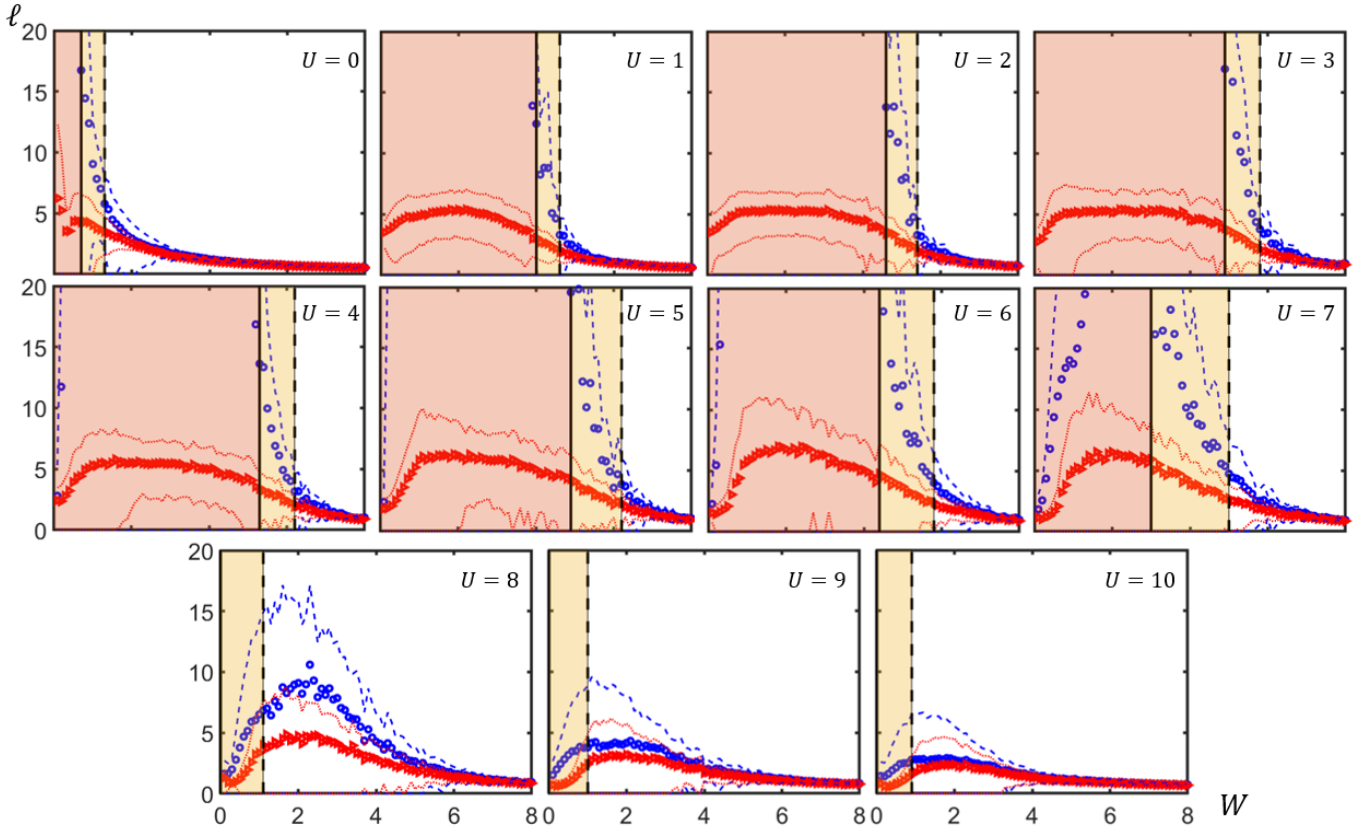 ℓ
20
15
10
5
U = 0
U = 1
U = 2
U = 3
20
15
10
5
0
U = 4
U = 5
U = 6
U = 7
20
15
10
5
0
U = 8
U = 9
U = 10
0 2 4 6 8 0 2 4 6 8 0 2 4 6 8
W